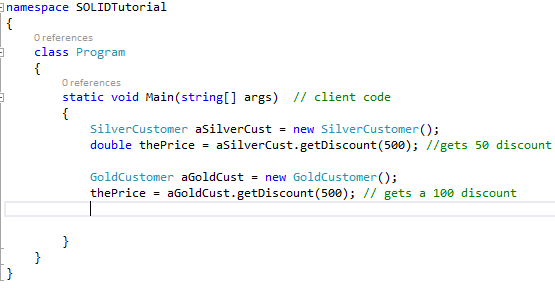 namespace SOLIDTutorial
{
0 references
class Program
{
0 references
static void Main(string[] args)  // client code
{
SilverCustomer aSilverCust = new SilverCustomer();
double thePrice = aSilverCust.getDiscount(500); //gets 50 discount
GoldCustomer aGoldCust = new GoldCustomer();
thePrice = aGoldCust.getDiscount(500); // gets a 100 discount
}
}
}